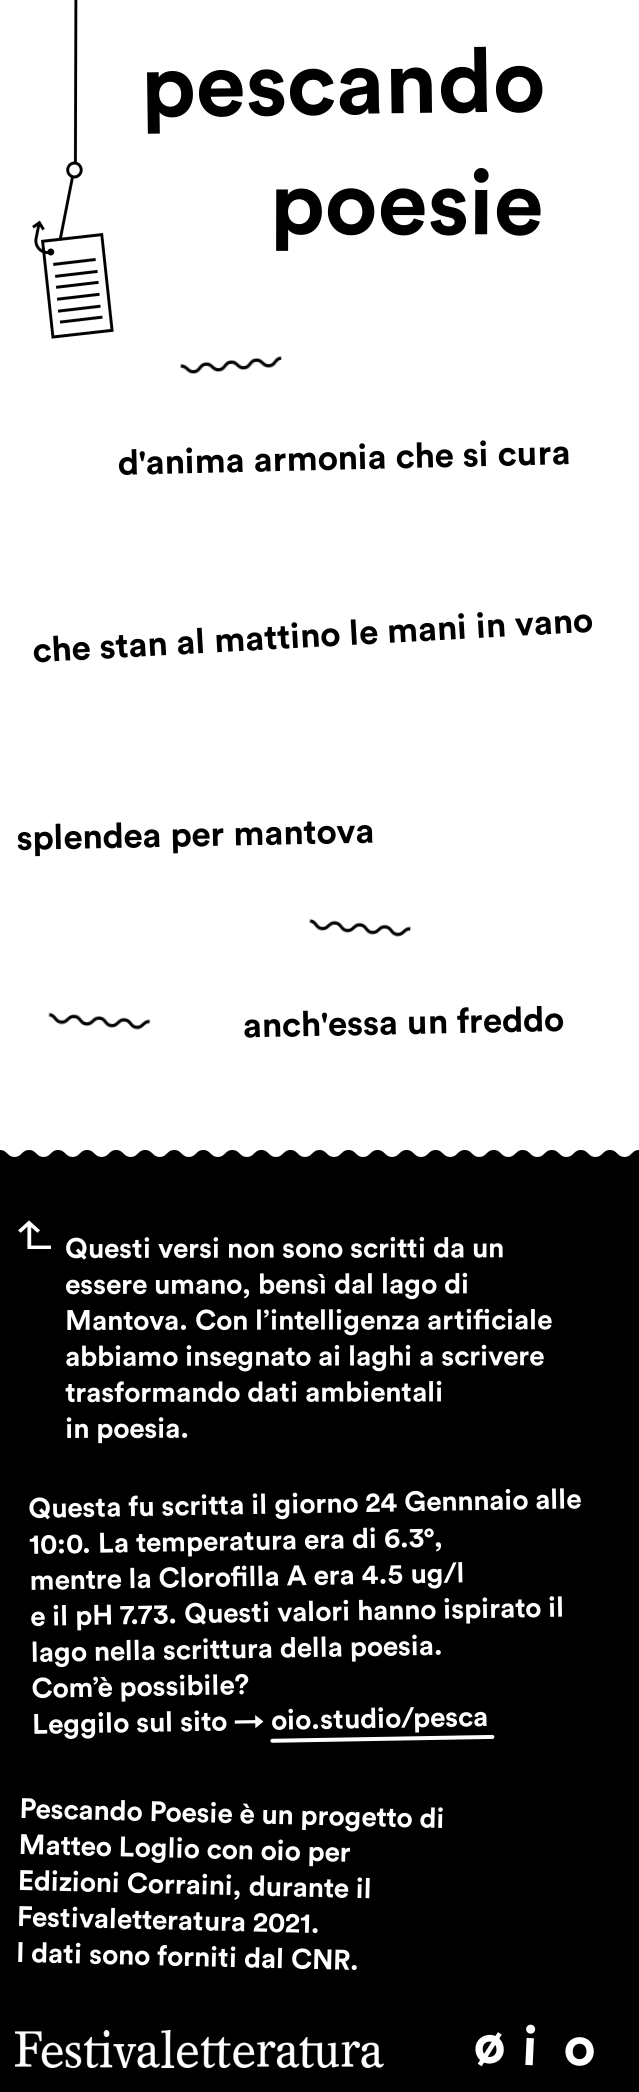 pescando
poesie
d'anima armonia che si cura
che stan al mattino le mani in vano
splendea per mantova
anch'essa un freddo
Questi versi non sono scritti da un
essere umano, bensì dal lago di
Mantova. Con l’intelligenza artificiale
abbiamo insegnato ai laghi a scrivere
trasformando dati ambientali
in poesia.
Questa fu scritta il giorno 24 Gennnaio alle
10:0. La temperatura era di 6.3°,
mentre la Clorofilla A era 4.5 ug/l
e il pH 7.73. Questi valori hanno ispirato il
lago nella scrittura della poesia.
Com’è possibile?
Leggilo sul sito → oio.studio/pesca
Pescando Poesie è un progetto di
Matteo Loglio con oio per
Edizioni Corraini, durante il
Festivaletteratura 2021.
I dati sono forniti dal CNR.
Festivaletteratura øio